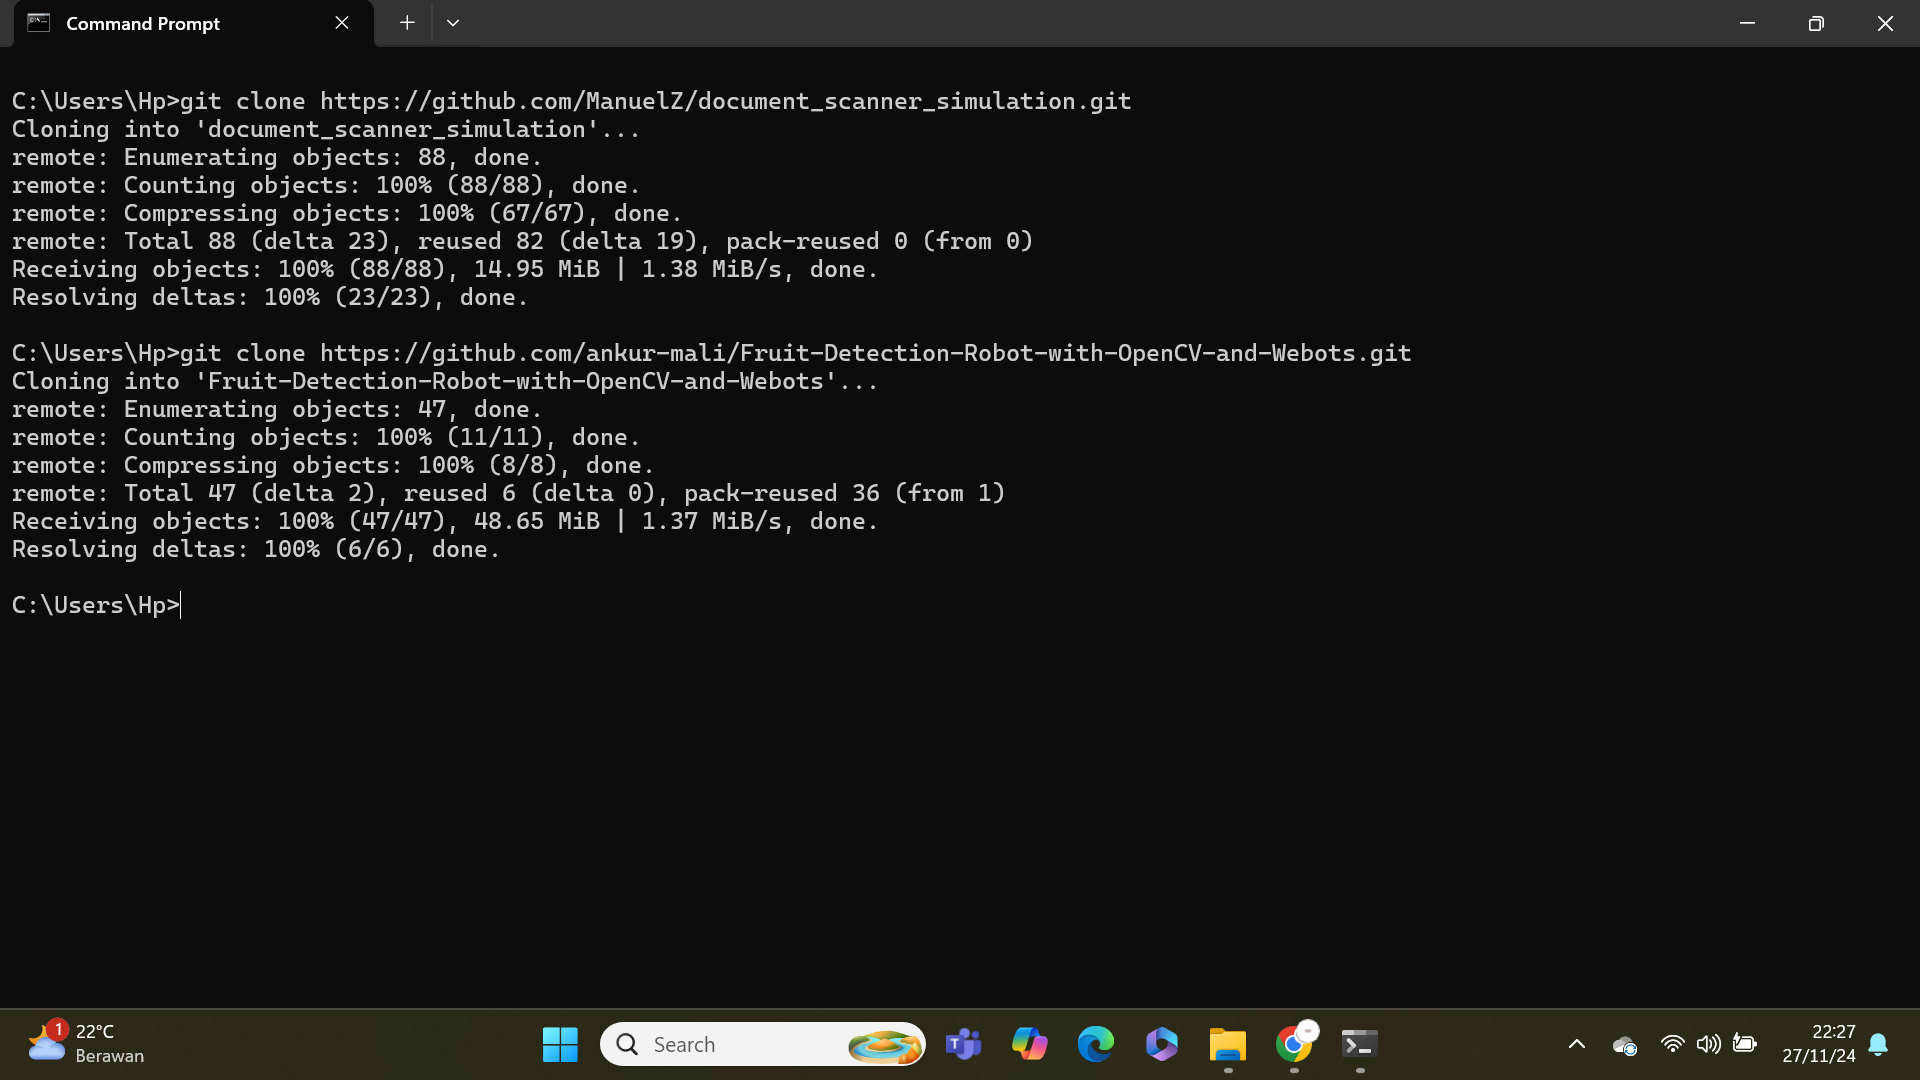 Command Prompt
C:\Users\Hp>git clone https://github.com/ManuelZ/document_scanner_simulation.git
Cloning into 'document_scanner_simulation'...
remote: Enumerating objects: 88, done.
remote: Counting objects: 100% (88/88), done.
remote: Compressing objects: 100% (67/67), done.
remote: Total 88 (delta 23), reused 82 (delta 19), pack-reused 0 (from 0)
Receiving objects: 100% (88/88), 14.95 MiB | 1.38 MiB/s, done.
Resolving deltas: 100% (23/23), done.
C:\Users\Hp>git clone https://github.com/ankur-mali/Fruit-Detection-Robot-with-OpenCV-and-Webots.git
Cloning into 'Fruit-Detection-Robot-with-OpenCV-and-Webots'...
remote: Enumerating objects: 47, done.
remote: Counting objects: 100% (11/11), done.
remote: Compressing objects: 100% (8/8), done.
remote: Total 47 (delta 2), reused 6 (delta 0), pack-reused 36 (from 1)
Receiving objects: 100% (47/47), 48.65 MiB | 1.37 MiB/s, done.
Resolving deltas: 100% (6/6), done.
C:\Users\Hp>
1
22°C
Berawan
Search
22:27
27/11/24